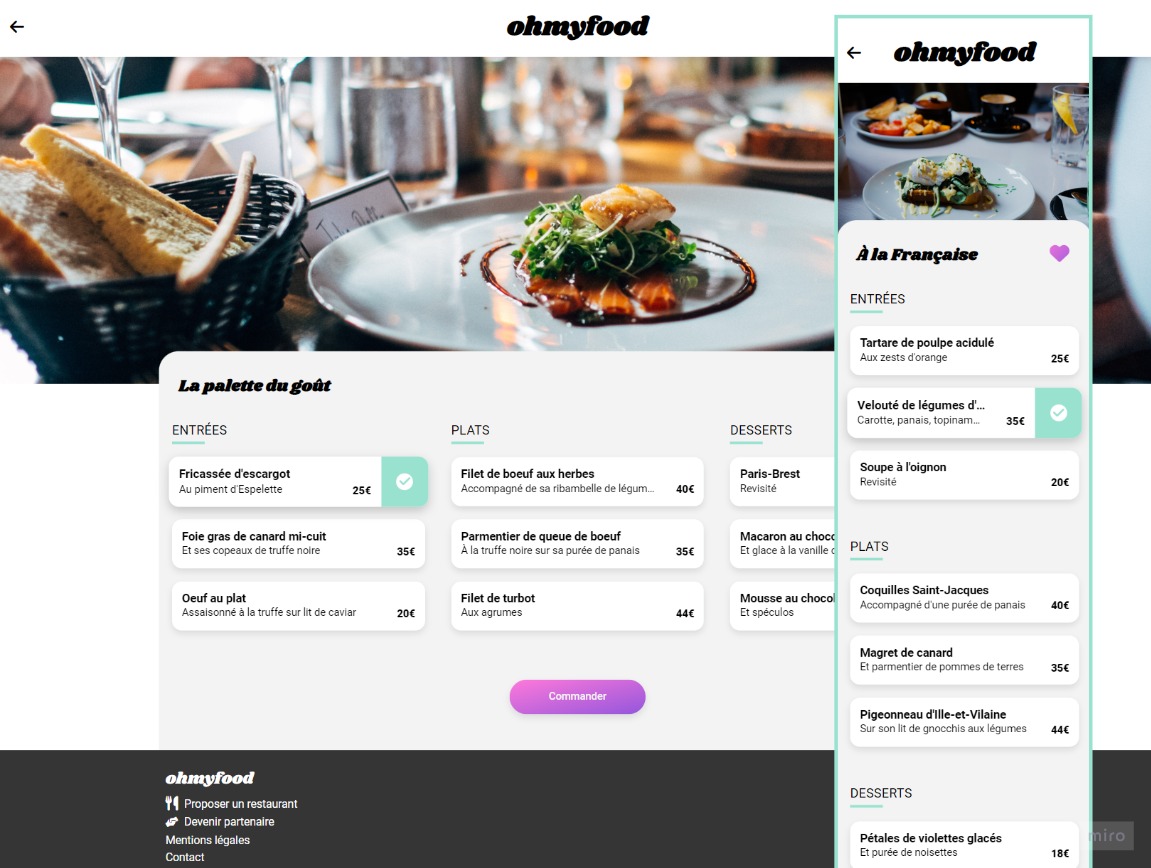 ohmyfood
La palette du goût
ENTRÉES
Fricassée d'escargot
Au piment d'Espelette
25€
Foie gras de canard mi-cuit
Et ses copeaux de truffe noire
35€
Oeuf au plat
Assaisonné à la truffe sur lit de caviar
20€
PLATS
Filet de boeuf aux herbes
Accompagné de sa ribambelle de légum...
40€
Parmentier de queue de boeuf
À la truffe noire sur sa purée de panais
35€
Filet de turbot
Aux agrumes
44€
DESSERTS
Paris-Brest
Revisité
Macaron au choc
Et glace à la vanille
Mousse au chocol
Et spéculos
Commander
ohmyfood
Proposer un restaurant
Devenir partenaire
Mentions légales
Contact
ohmyfood
À la Française
ENTRÉES
Tartare de poulpe acidulé
Aux zests d'orange
25€
Velouté de légumes d'...
Carotte, panais, topinam...
35€
Soupe à l'oignon
Revisité
20€
PLATS
Coquilles Saint-Jacques
Accompagné d'une purée de panais
40€
Magret de canard
Et parmentier de pommes de terres
35€
Pigeonneau d'Ille-et-Vilaine
Sur son lit de gnocchis aux légumes
44€
DESSERTS
Pétales de violettes glacés
Et purée de noisettes
18€
miro